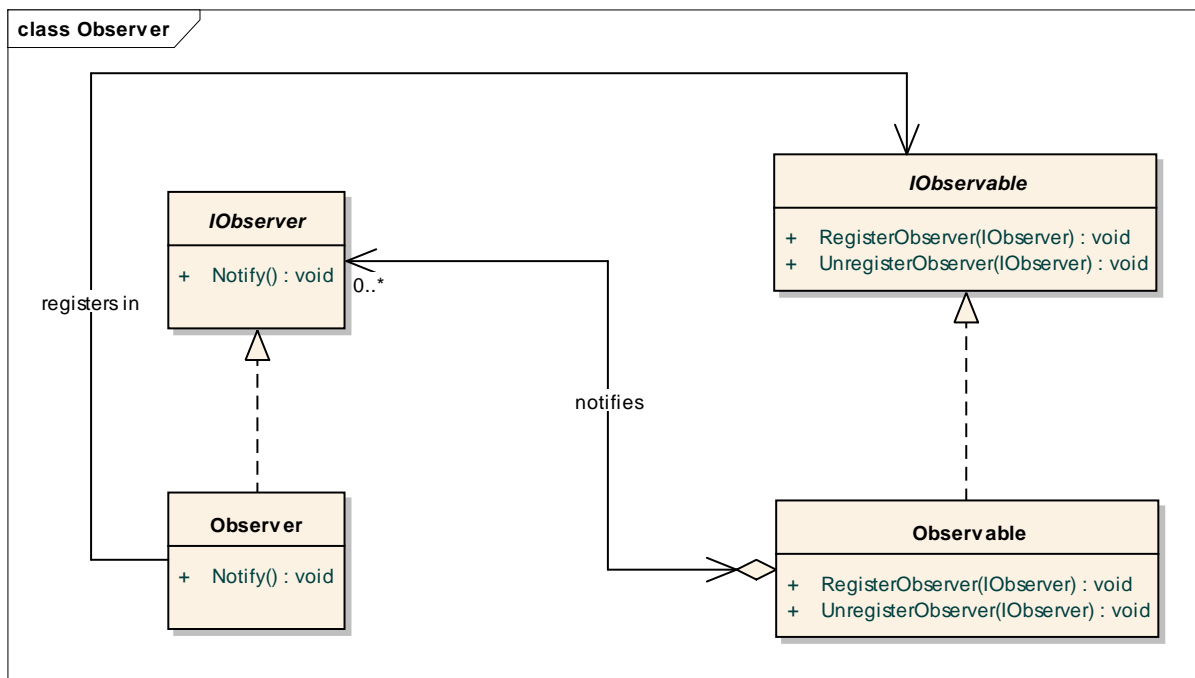 class Observer
IObserver
+ Notify() : void
0..*
registers in
IObservable
+ RegisterObserver(IObserver) : void
+ UnregisterObserver(IObserver) : void
notifies
Observer
+ Notify() : void
Observable
+ RegisterObserver(IObserver) : void
+ UnregisterObserver(IObserver) : void